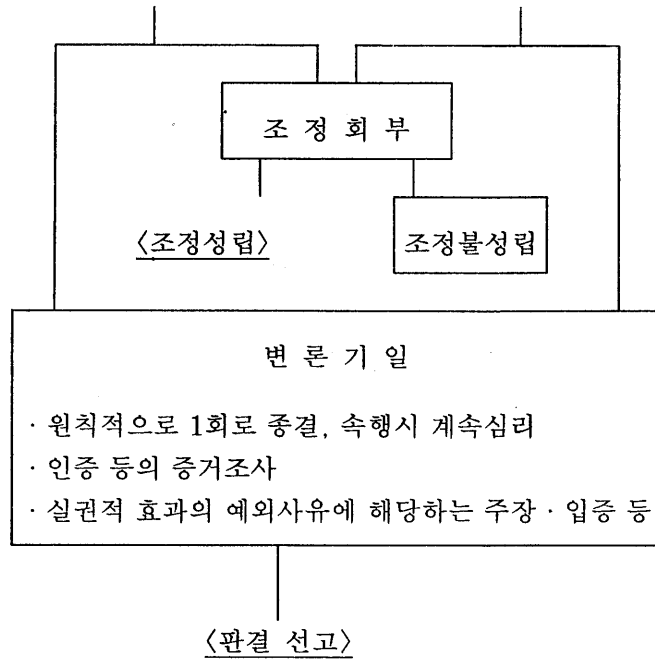 조 정 회 부
〈조정성립〉 조정불성립
변 론 기 일
· 원칙적으로 1회로 종결, 속행시 계속심리
· 인증 등의 증거조사
· 실권적 효과의 예외사유에 해당하는 주장 · 입증 등
〈판결 선고〉